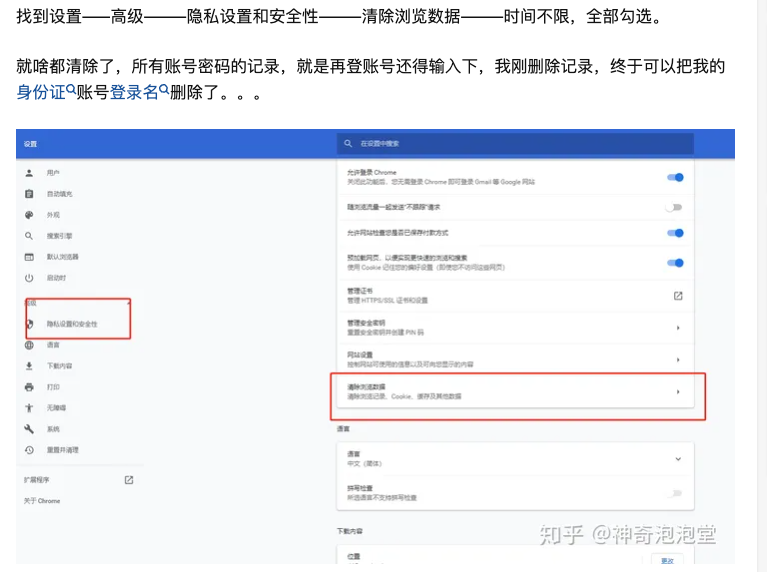 找到设置——高级———隐私设置和安全性———清除浏览数据———时间不限，全部勾选。
就啥都清除了，所有账号密码的记录，就是再登账号还得输入下，我刚删除记录，终于可以把我的
身份证账号登录名删除了。。。
设置
在设置中搜索
用户
自动填充
外观
搜索引擎
默认浏览器
启动时
高级
隐私设置和安全性
语言
下载内容
打印
无障碍
系统
重置并清理
扩展程序
关于 Chrome
允许登录 Chrome
关闭此功能后，您无需登录 Chrome 即可登录 Gmail 等 Google 网站
随浏览流量一起发送"不跟踪"请求
允许网站检查您是否已保存付款方式
预加载网页，以便实现更快速的浏览和搜索
使用 Cookie 记住您的偏好设置（即使您不访问这些网页）
管理证书
管理 HTTPS/SSL 证书和设置
管理安全密钥
重置安全密钥并创建 PIN 码
网站设置
控制网站可使用的信息以及可向您显示的内容
清除浏览数据
清除浏览记录、Cookie、缓存及其他数据
语言
语言
中文（简体）
拼写检查
所选语言不支持拼写检查
下载内容
位置
更改
知乎 @神奇泡泡堂